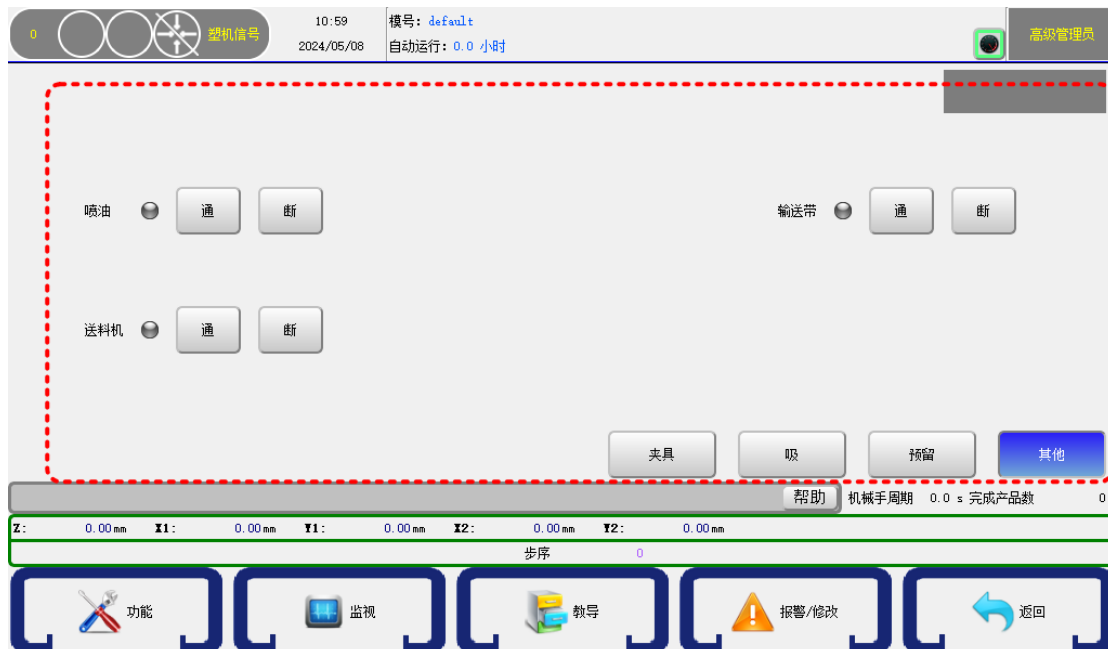 0 塑机信号 10:59 模号: default 高级管理员
2024/05/08 自动运行: 0.0 小时
喷油 通 断 输送带 通 断
送料机 通 断
夹具 吸 预留 其他
帮助 机械手周期 0.0 s 完成产品数 0
Z: 0.00mm X1: 0.00mm Y1: 0.00mm X2: 0.00mm Y2: 0.00mm
步序 0
功能 监视 教导 报警/修改 返回